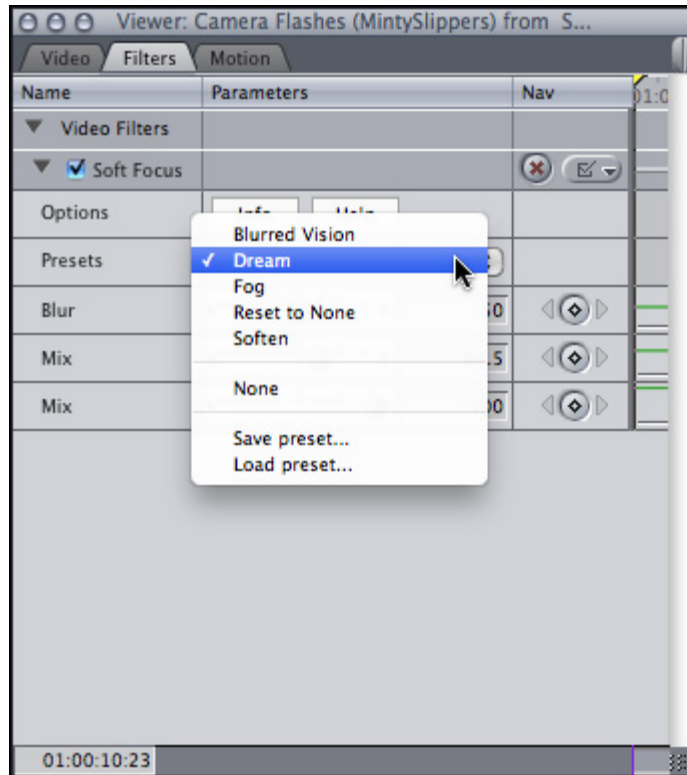 Viewer: Camera Flashes (MintySlippers) from S...
Video Filters Motion
Name Parameters Nav
Video Filters
Soft Focus
Options
Blurred Vision
Presets ✓ Dream
Fog
Blur Reset to None
Soften
Mix
None
Mix
Save preset...
Load preset...
01:00:10:23